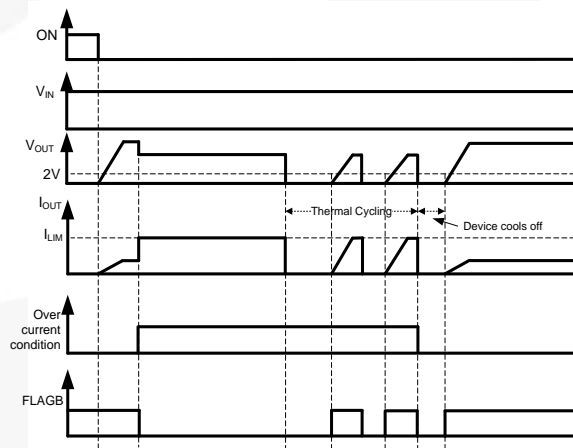 ON
VIN
VOUT
2V
IOUT
Thermal Cycling
ILIM
Device cools off
Over
current
condition
FLAGB